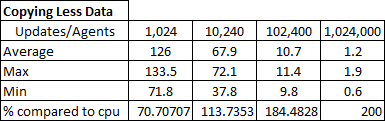 Copying Less Data
Updates/Agents 1,024 10,240 102,400 1,024,000
Average 126 67.9 10.7 1.2
Max 133.5 72.1 11.4 1.9
Min 71.8 37.8 9.8 0.6
% compared to cpu 70.70707 113.7353 184.4828 200